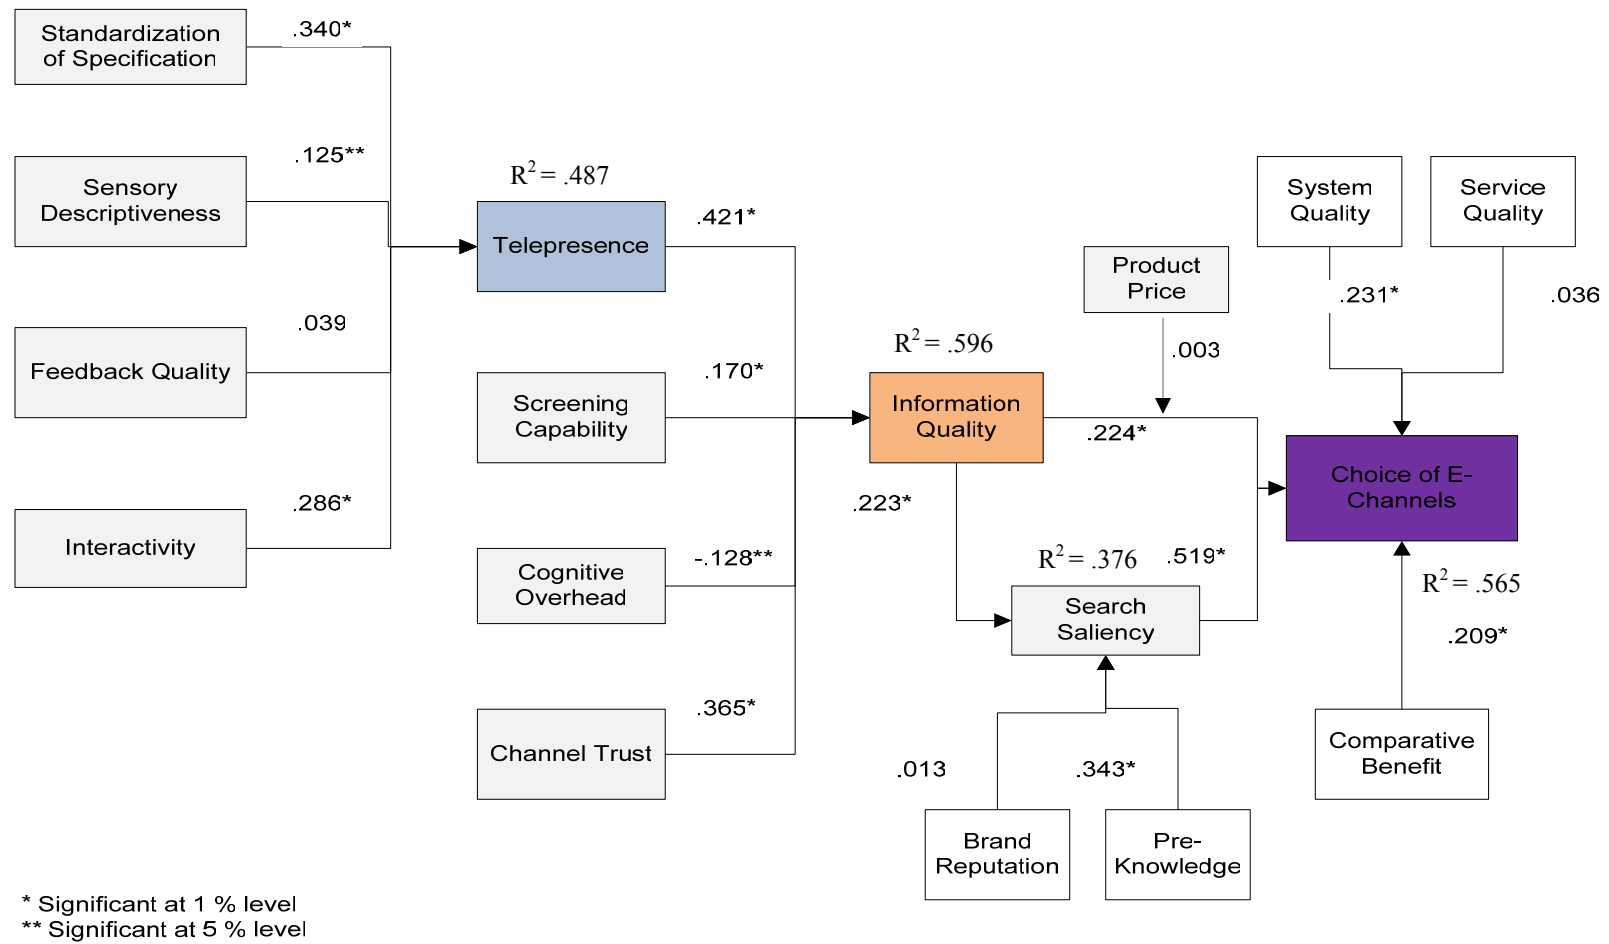 Standardization
of Specification
.340*
Sensory
Descriptiveness
.125**
Feedback Quality
.039
Interactivity
.286*
R2 = .487
Telepresence
.421*
Screening
Capability
.170*
Cognitive
Overhead
-.128**
Channel Trust
.365*
R2 = .596
Information
Quality
.223*
.224*
Product
Price
.003
R2 = .376
Search
Saliency
.519*
Brand
Reputation
.013
Pre-
Knowledge
.343*
System
Quality
.231*
Service
Quality
.036
Choice of E-
Channels
R2 = .565
.209*
Comparative
Benefit
* Significant at 1 % level
** Significant at 5 % level